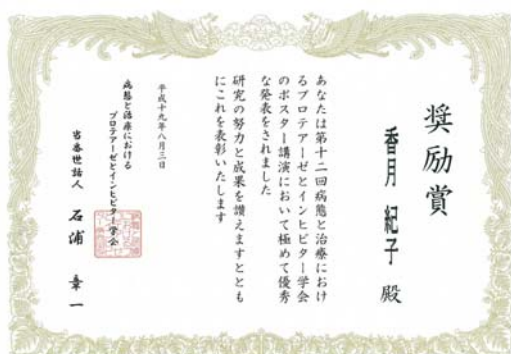 奨励賞
香月 紀子 殿
あなたは第十二回病態と治療におけ
るプロテアーゼとインヒビター学会
のポスター講演において極めて優秀
な発表をされました
研究の努力と成果を讃えますととも
にこれを表彰いたします
平成十九年八月三日
病態と治療における
プロテアーゼとインヒビター学会
当番世話人 石浦 章一